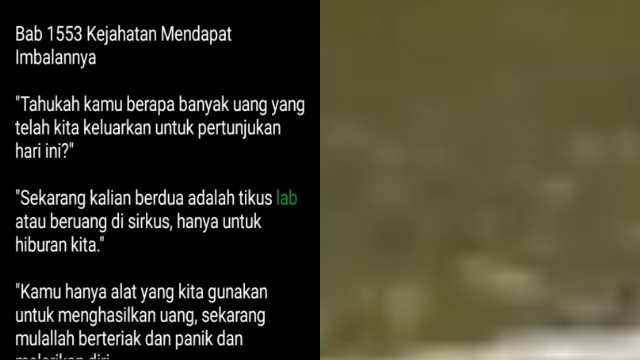 Bab 1553 Kejahatan Mendapat
Imbalannya
"Tahukah kamu berapa banyak uang yang
telah kita keluarkan untuk pertunjukan
hari ini?"
"Sekarang kalian berdua adalah tikus lab
atau beruang di sirkus, hanya untuk
hiburan kita."
"Kamu hanya alat yang kita gunakan
untuk menghasilkan uang, sekarang
mulallah berteriak dan panik dan
melarikan diri